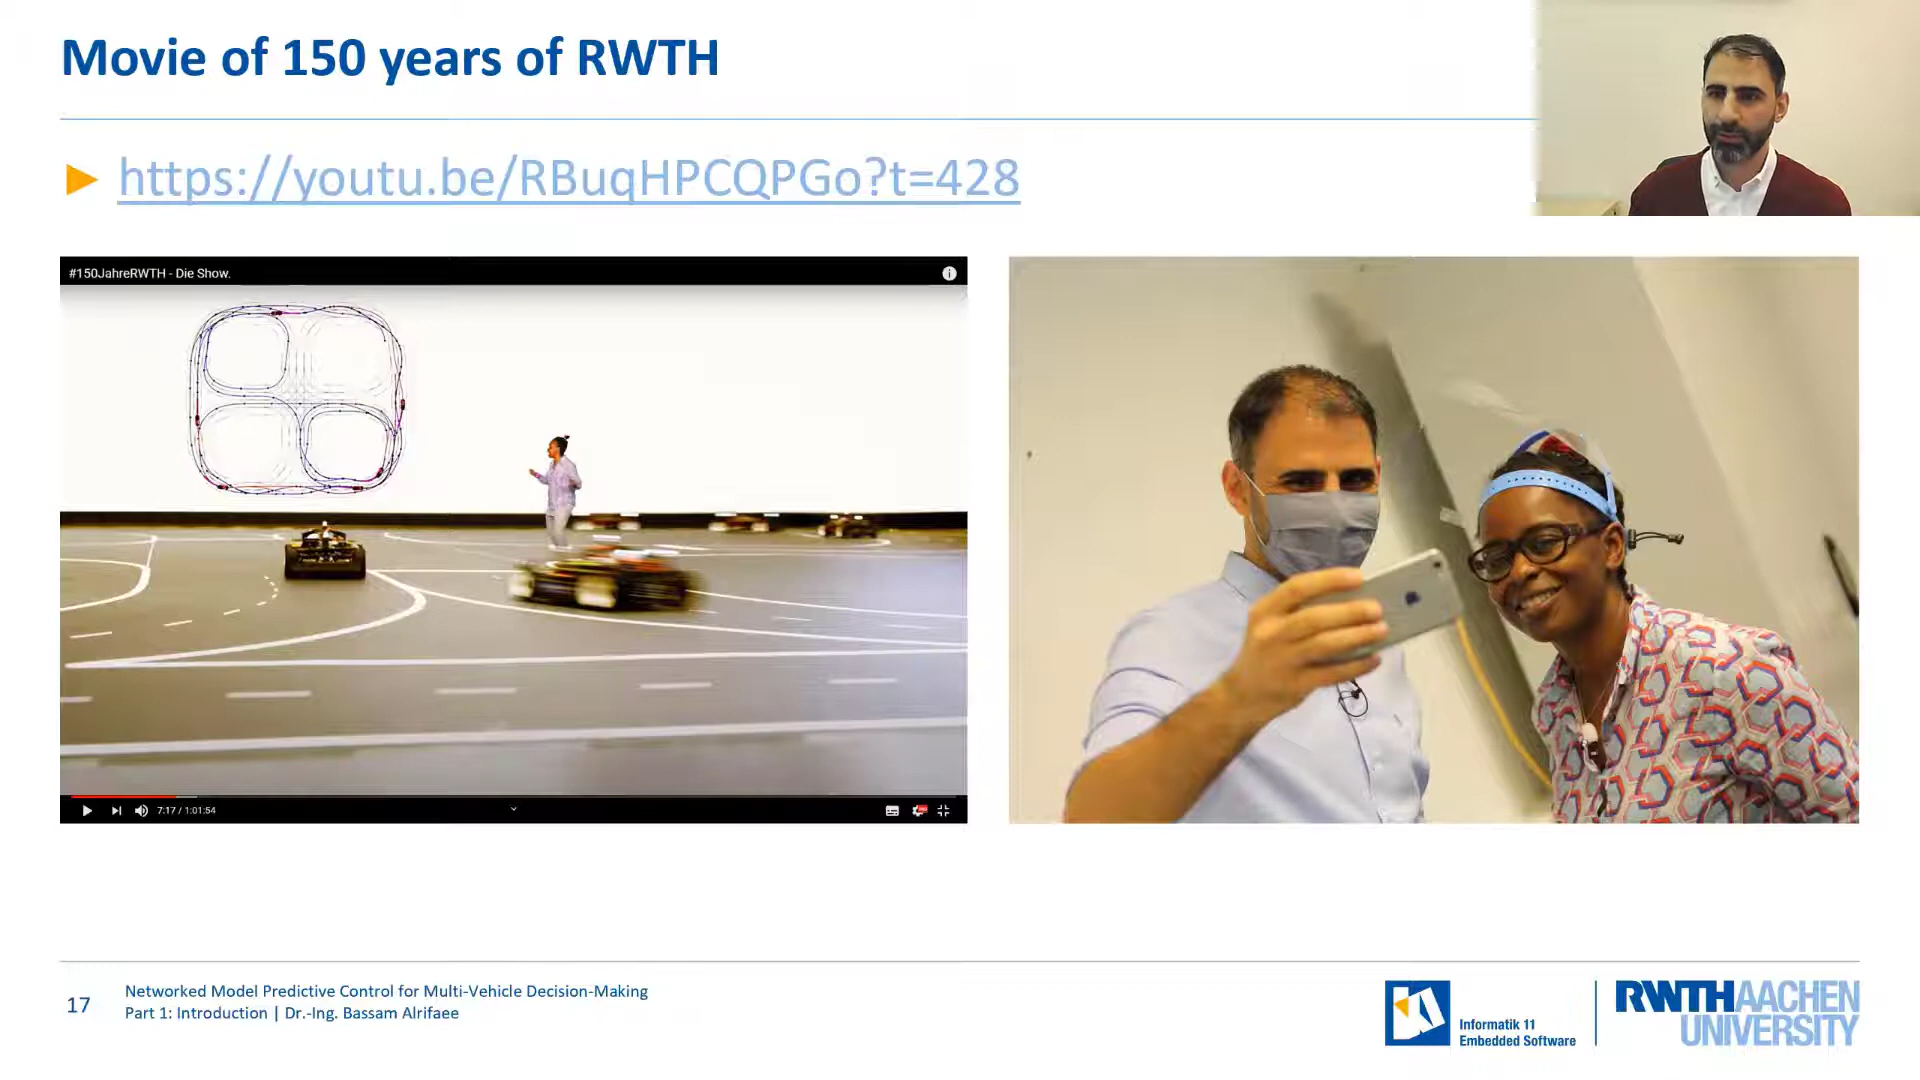 Movie of 150 years of RWTH
https://youtu.be/RBuqHPCQPGo?t=428
#150JahreRWTH - Die Show.
7:17 / 1:01:54
17
Networked Model Predictive Control for Multi-Vehicle Decision-Making
Part 1: Introduction | Dr.-Ing. Bassam Alrifaee
Informatik 11
Embedded Software
RWTHAACHEN
UNIVERSITY